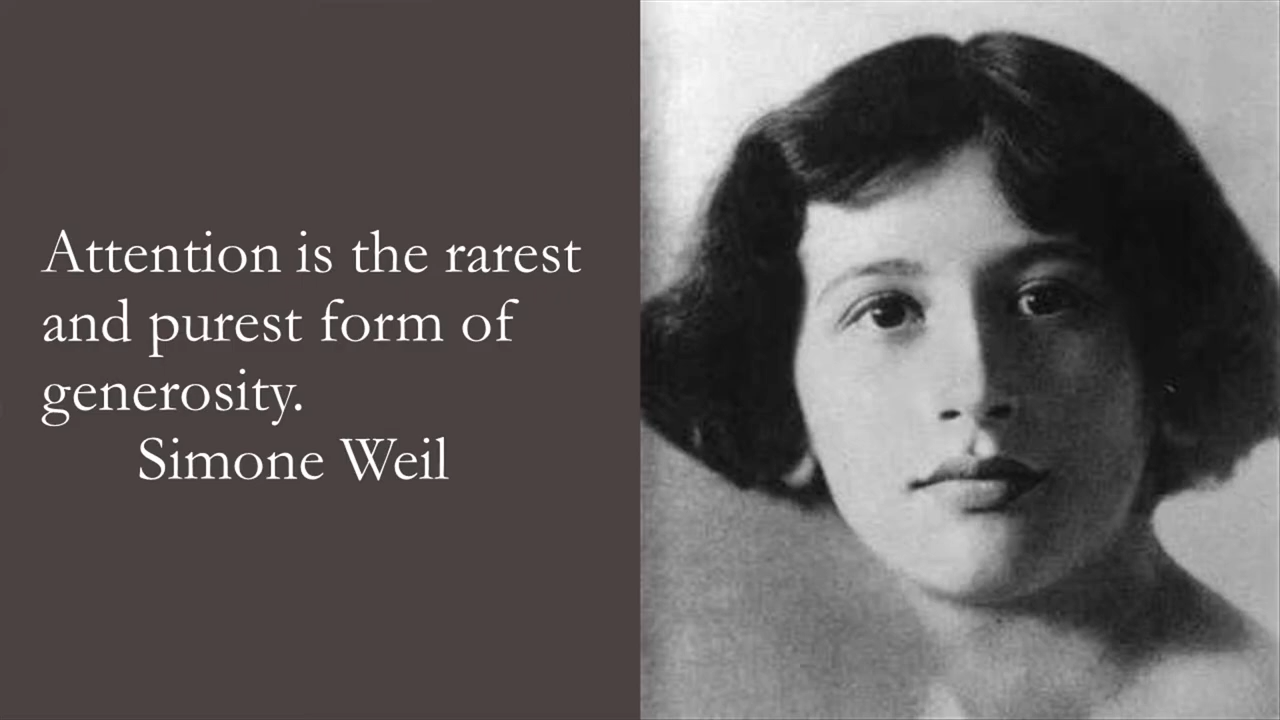 Attention is the rarest
and purest form of
generosity.
Simone Weil